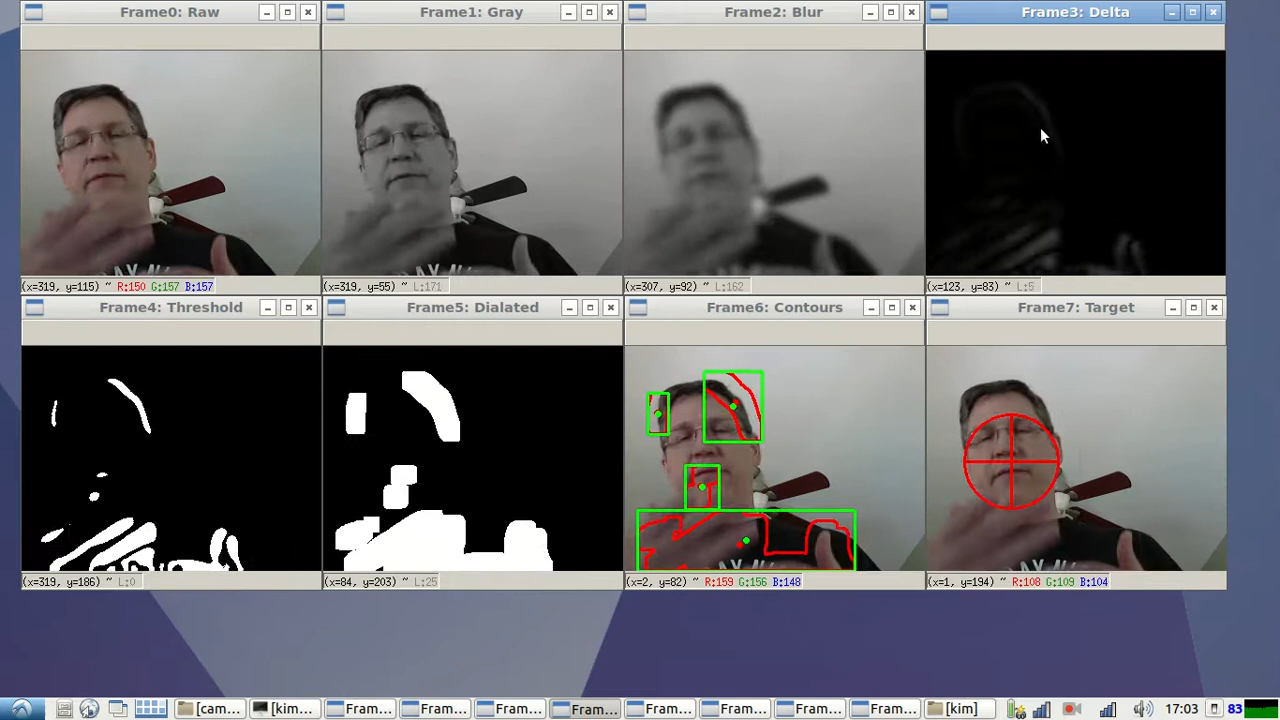 Frame0: Raw
Frame1: Gray
Frame2: Blur
Frame3: Delta
(x=319, y=115) ~ R:150 G:157 B:157
(x=319, y=55) ~ L:171
(x=307, y=92) ~ L:162
(x=123, y=83) ~ L:5
Frame4: Threshold
Frame5: Dialated
Frame6: Contours
Frame7: Target
(x=319, y=186) ~ L:0
(x=84, y=203) ~ L:25
(x=2, y=82) ~ R:159 G:156 B:148
(x=1, y=194) ~ R:108 G:109 B:104
[cam...
[kim...
Fram...
Fram...
Fram...
Fram...
Fram...
Fram...
Fram...
Fram...
[kim]
17:03
83